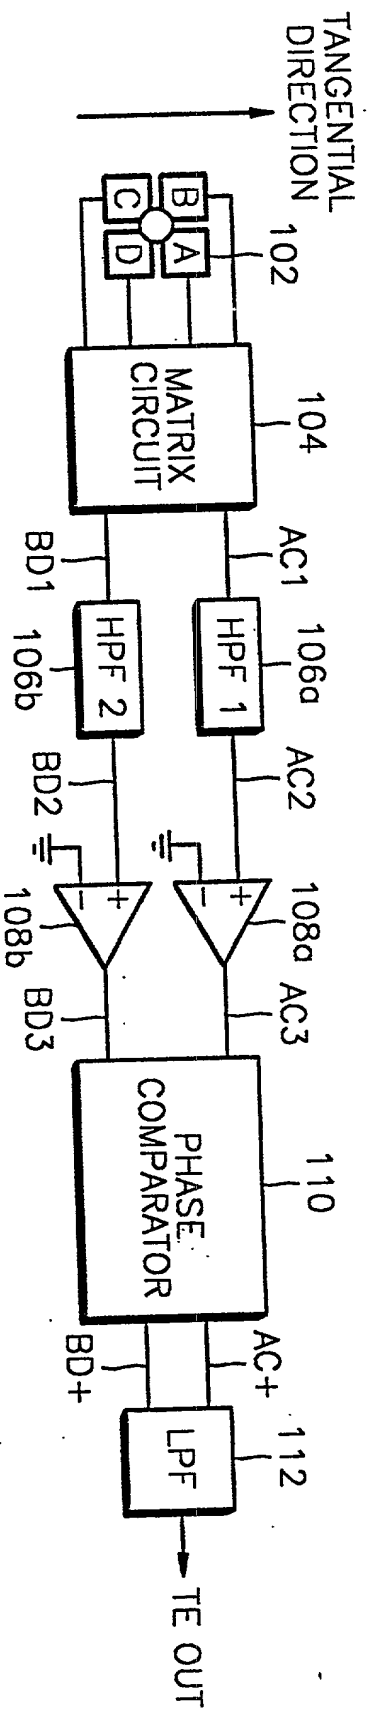 TANGENTIAL
DIRECTION
B
A
C
D
102
104
MATRIX
CIRCUIT
AC1
BD1
106a
HPF 1
HPF 2
106b
AC2
BD2
108a
+
-
+
-
108b
AC3
BD3
110
PHASE
COMPARATOR
AC+
BD+
112
LPF
TE OUT